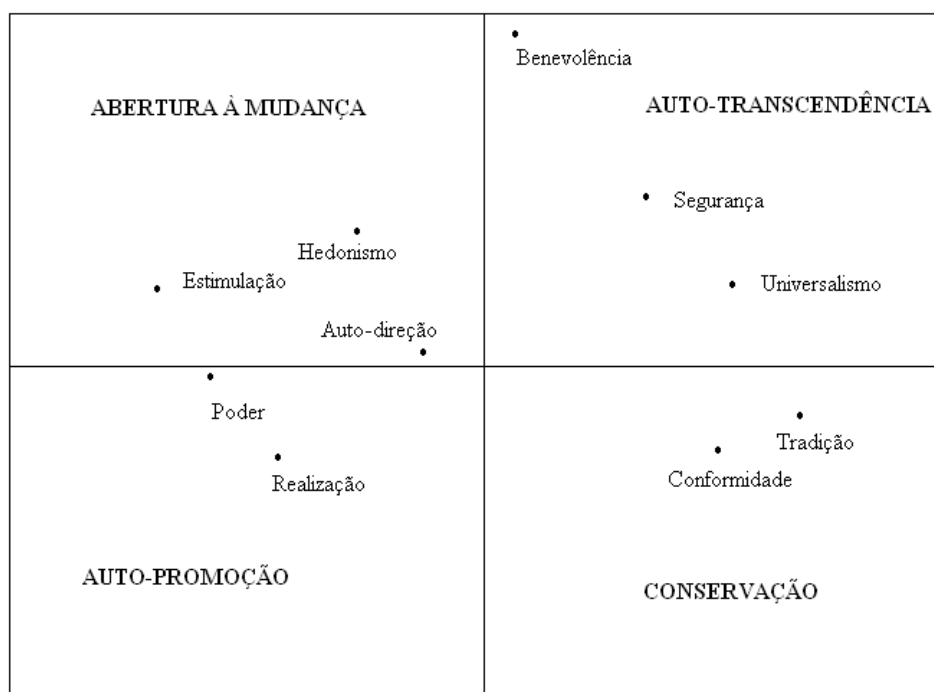 Benevolência
ABERTURA À MUDANÇA
AUTO-TRANSCENDÊNCIA
Segurança
Hedonismo
Estimulação
Universalismo
Auto-direção
Poder
Tradição
Realização
Conformidade
AUTO-PROMOÇÃO
CONSERVAÇÃO